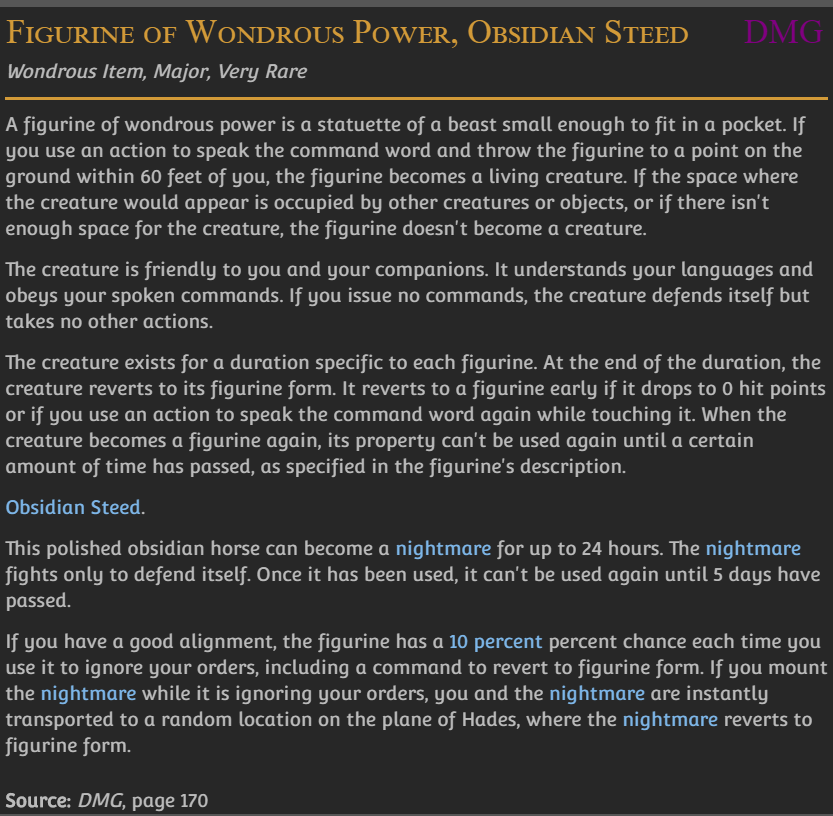 Figurine of Wondrous Power, Obsidian Steed DMG
Wondrous Item, Major, Very Rare
A figurine of wondrous power is a statuette of a beast small enough to fit in a pocket. If
you use an action to speak the command word and throw the figurine to a point on the
ground within 60 feet of you, the figurine becomes a living creature. If the space where
the creature would appear is occupied by other creatures or objects, or if there isn't
enough space for the creature, the figurine doesn't become a creature.
The creature is friendly to you and your companions. It understands your languages and
obeys your spoken commands. If you issue no commands, the creature defends itself but
takes no other actions.
The creature exists for a duration specific to each figurine. At the end of the duration, the
creature reverts to its figurine form. It reverts to a figurine early if it drops to 0 hit points
or if you use an action to speak the command word again while touching it. When the
creature becomes a figurine again, its property can't be used again until a certain
amount of time has passed, as specified in the figurine's description.
Obsidian Steed.
This polished obsidian horse can become a nightmare for up to 24 hours. The nightmare
fights only to defend itself. Once it has been used, it can't be used again until 5 days have
passed.
If you have a good alignment, the figurine has a 10 percent percent chance each time you
use it to ignore your orders, including a command to revert to figurine form. If you mount
the nightmare while it is ignoring your orders, you and the nightmare are instantly
transported to a random location on the plane of Hades, where the nightmare reverts to
figurine form.
Source: DMG, page 170